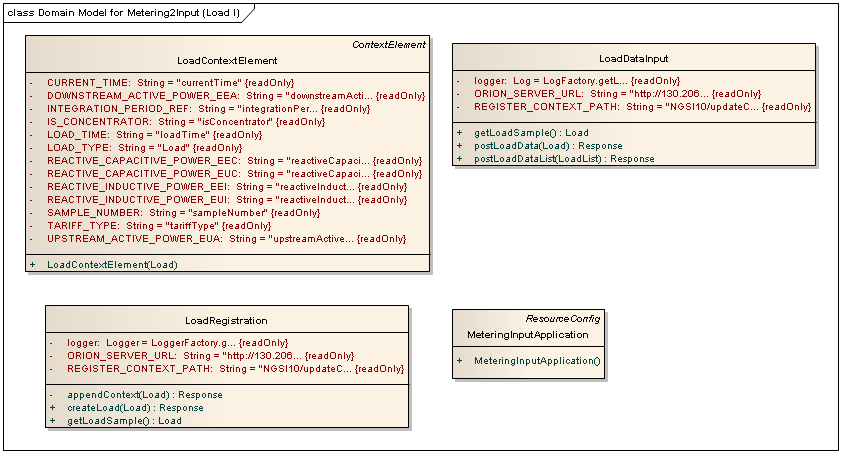 class Domain Model for Metering2Input (Load I)
ContextElement
LoadContextElement
- CURRENT_TIME: String = "currentTime" {readOnly}
- DOWNSTREAM_ACTIVE_POWER_EEA: String = "downstreamActi... {readOnly}
- INTEGRATION_PERIOD_REF: String = "integrationPer... {readOnly}
- IS_CONCENTRATOR: String = "isConcentrator" {readOnly}
- LOAD_TIME: String = "loadTime" {readOnly}
- LOAD_TYPE: String = "Load" {readOnly}
- REACTIVE_CAPACITIVE_POWER_EEC: String = "reactiveCapaci... {readOnly}
- REACTIVE_CAPACITIVE_POWER_EUC: String = "reactiveCapaci... {readOnly}
- REACTIVE_INDUCTIVE_POWER_EEI: String = "reactiveInduct... {readOnly}
- REACTIVE_INDUCTIVE_POWER_EUI: String = "reactiveInduct... {readOnly}
- SAMPLE_NUMBER: String = "sampleNumber" {readOnly}
- TARIFF_TYPE: String = "tariffType" {readOnly}
- UPSTREAM_ACTIVE_POWER_EUA: String = "upstreamActive... {readOnly}
+ LoadContextElement(Load)
LoadDataInput
- logger: Log = LogFactory.getL... {readOnly}
- ORION_SERVER_URL: String = "http://130.206... {readOnly}
- REGISTER_CONTEXT_PATH: String = "NGSI10/updateC... {readOnly}
+ getLoadSample() : Load
+ postLoadData(Load) : Response
+ postLoadDataList(LoadList) : Response
LoadRegistration
- logger: Logger = LoggerFactory.g... {readOnly}
- ORION_SERVER_URL: String = "http://130.206... {readOnly}
- REGISTER_CONTEXT_PATH: String = "NGSI10/updateC... {readOnly}
- appendContext(Load) : Response
+ createLoad(Load) : Response
+ getLoadSample() : Load
ResourceConfig
MeteringInputApplication
+ MeteringInputApplication()